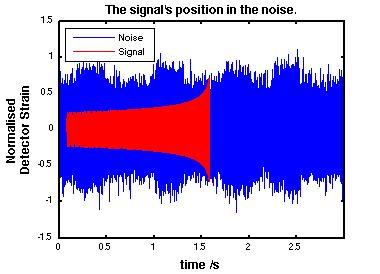 The signal's position in the noise.
1.5
Noise
Signal
1
0.5
0
-0.5
-1
-1.5
Normalised
Detector Strain
0 0.5 1 1.5 2 2.5
time /s